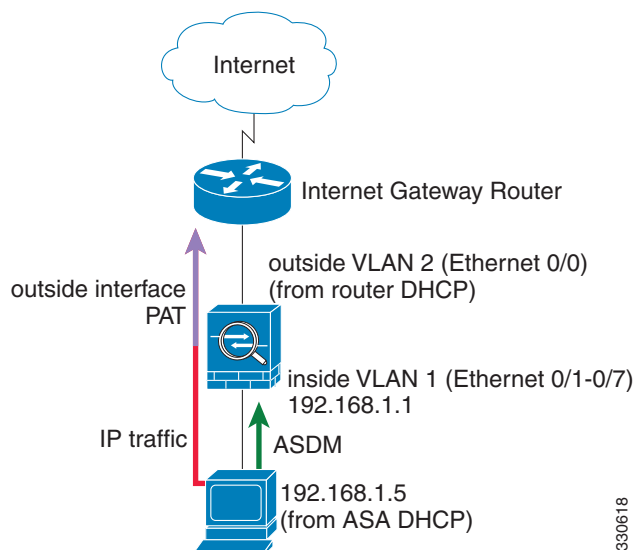 Internet
Internet Gateway Router
outside VLAN 2 (Ethernet 0/0)
(from router DHCP)
outside interface
PAT
inside VLAN 1 (Ethernet 0/1-0/7)
192.168.1.1
IP traffic
ASDM
192.168.1.5
(from ASA DHCP)
330618